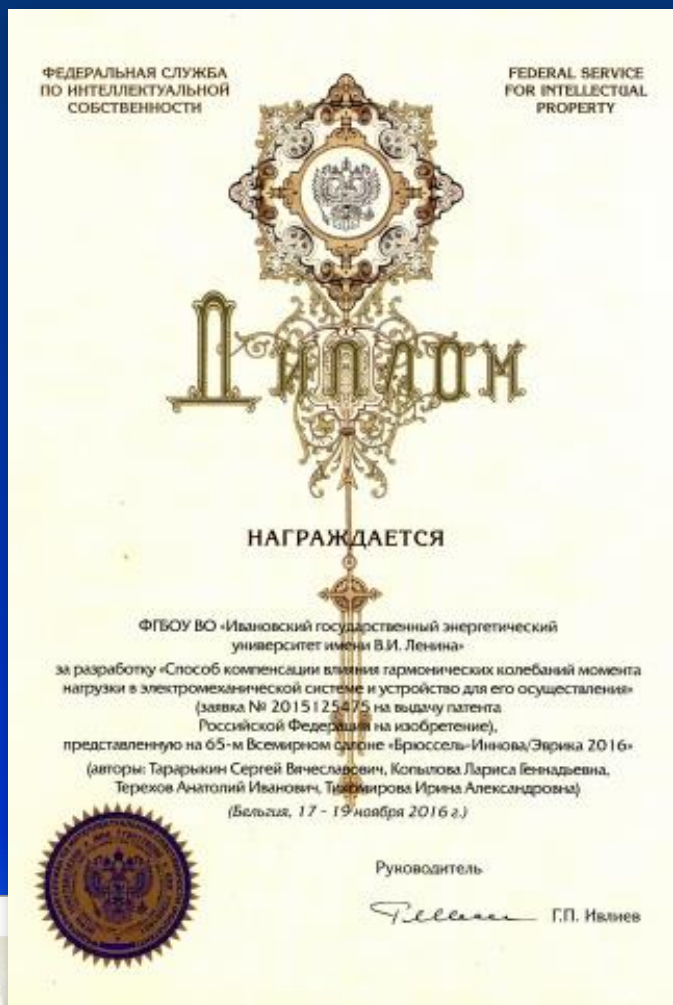 ФЕДЕРАЛЬНАЯ СЛУЖБА
ПО ИНТЕЛЛЕКТУАЛЬНОЙ
СОБСТВЕННОСТИ
FEDERAL SERVICE
FOR INTELLECTUAL
PROPERTY
Диплом
НАГРАЖДАЕТСЯ
ФГБОУ ВО «Ивановский государственный энергетический
университет имени В.И. Ленина»
за разработку «Способ компенсации влияния гармонических колебаний момента
нагрузки в электромеханической системе и устройство для его осуществления»
(заявка № 2015125475 на выдачу патента
Российской Федерации на изобретение),
представленную на 65-м Всемирном салоне «Брюссель-Иннова/Эврика 2016»
(авторы: Тарарыкин Сергей Вячеславович, Копылова Лариса Геннадьевна,
Терехов Анатолий Иванович, Тихомирова Ирина Александровна)
(Бельгия, 17 - 19 ноября 2016 г.)
Руководитель
Г.П. Ивлиев